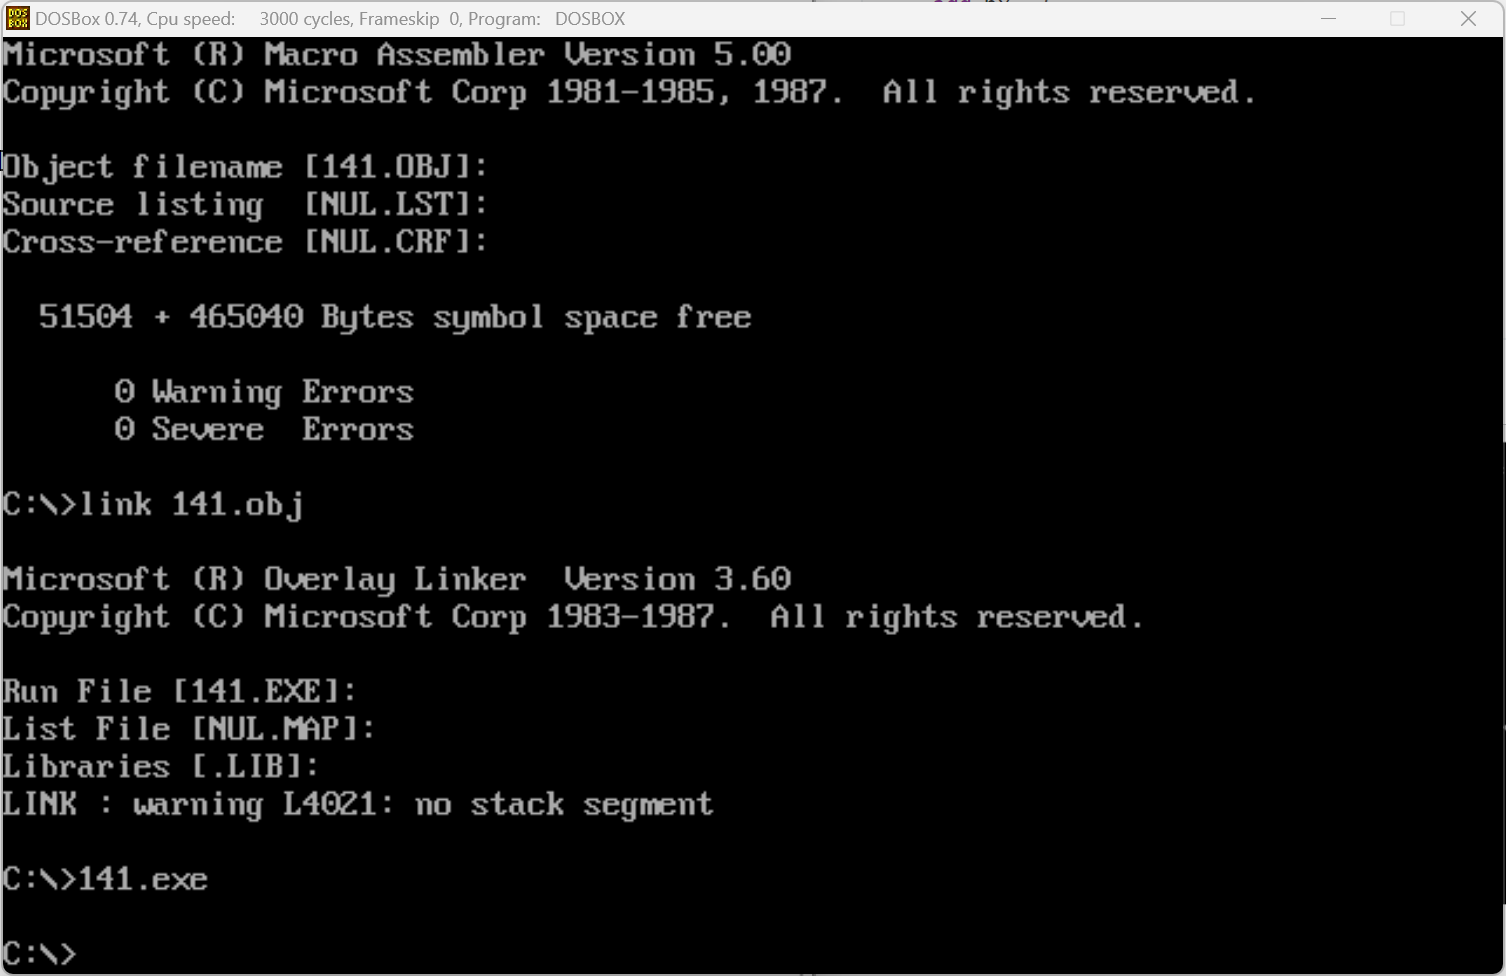 DOSBox 0.74, Cpu speed:     3000 cycles, Frameskip  0, Program:   DOSBOX
Microsoft (R) Macro Assembler Version 5.00
Copyright (C) Microsoft Corp 1981-1985, 1987.  All rights reserved.
Object filename [141.OBJ]:
Source listing  [NUL.LST]:
Cross-reference [NUL.CRF]:
51504 + 465040 Bytes symbol space free
0 Warning Errors
0 Severe  Errors
C:\>link 141.obj
Microsoft (R) Overlay Linker  Version 3.60
Copyright (C) Microsoft Corp 1983-1987.  All rights reserved.
Run File [141.EXE]:
List File [NUL.MAP]:
Libraries [.LIB]:
LINK : warning L4021: no stack segment
C:\>141.exe
C:\>